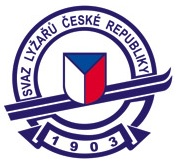 SVAZ LYŽAŘŮ ČESKÉ REPUBLIKY
1903